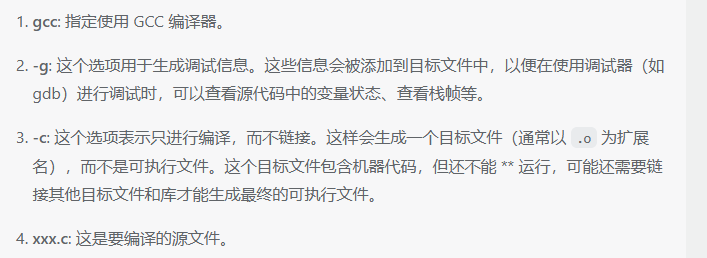 1. gcc: 指定使用 GCC 编译器。
2. -g: 这个选项用于生成调试信息。这些信息会被添加到目标文件中，以便在使用调试器（如
gdb）进行调试时，可以查看源代码中的变量状态、查看栈帧等。
3. -c: 这个选项表示只进行编译，而不链接。这样会生成一个目标文件（通常以 .o 为扩展
名），而不是可执行文件。这个目标文件包含机器代码，但还不能 ** 运行，可能还需要链
接其他目标文件和库才能生成最终的可执行文件。
4. xxx.c: 这是要编译的源文件。